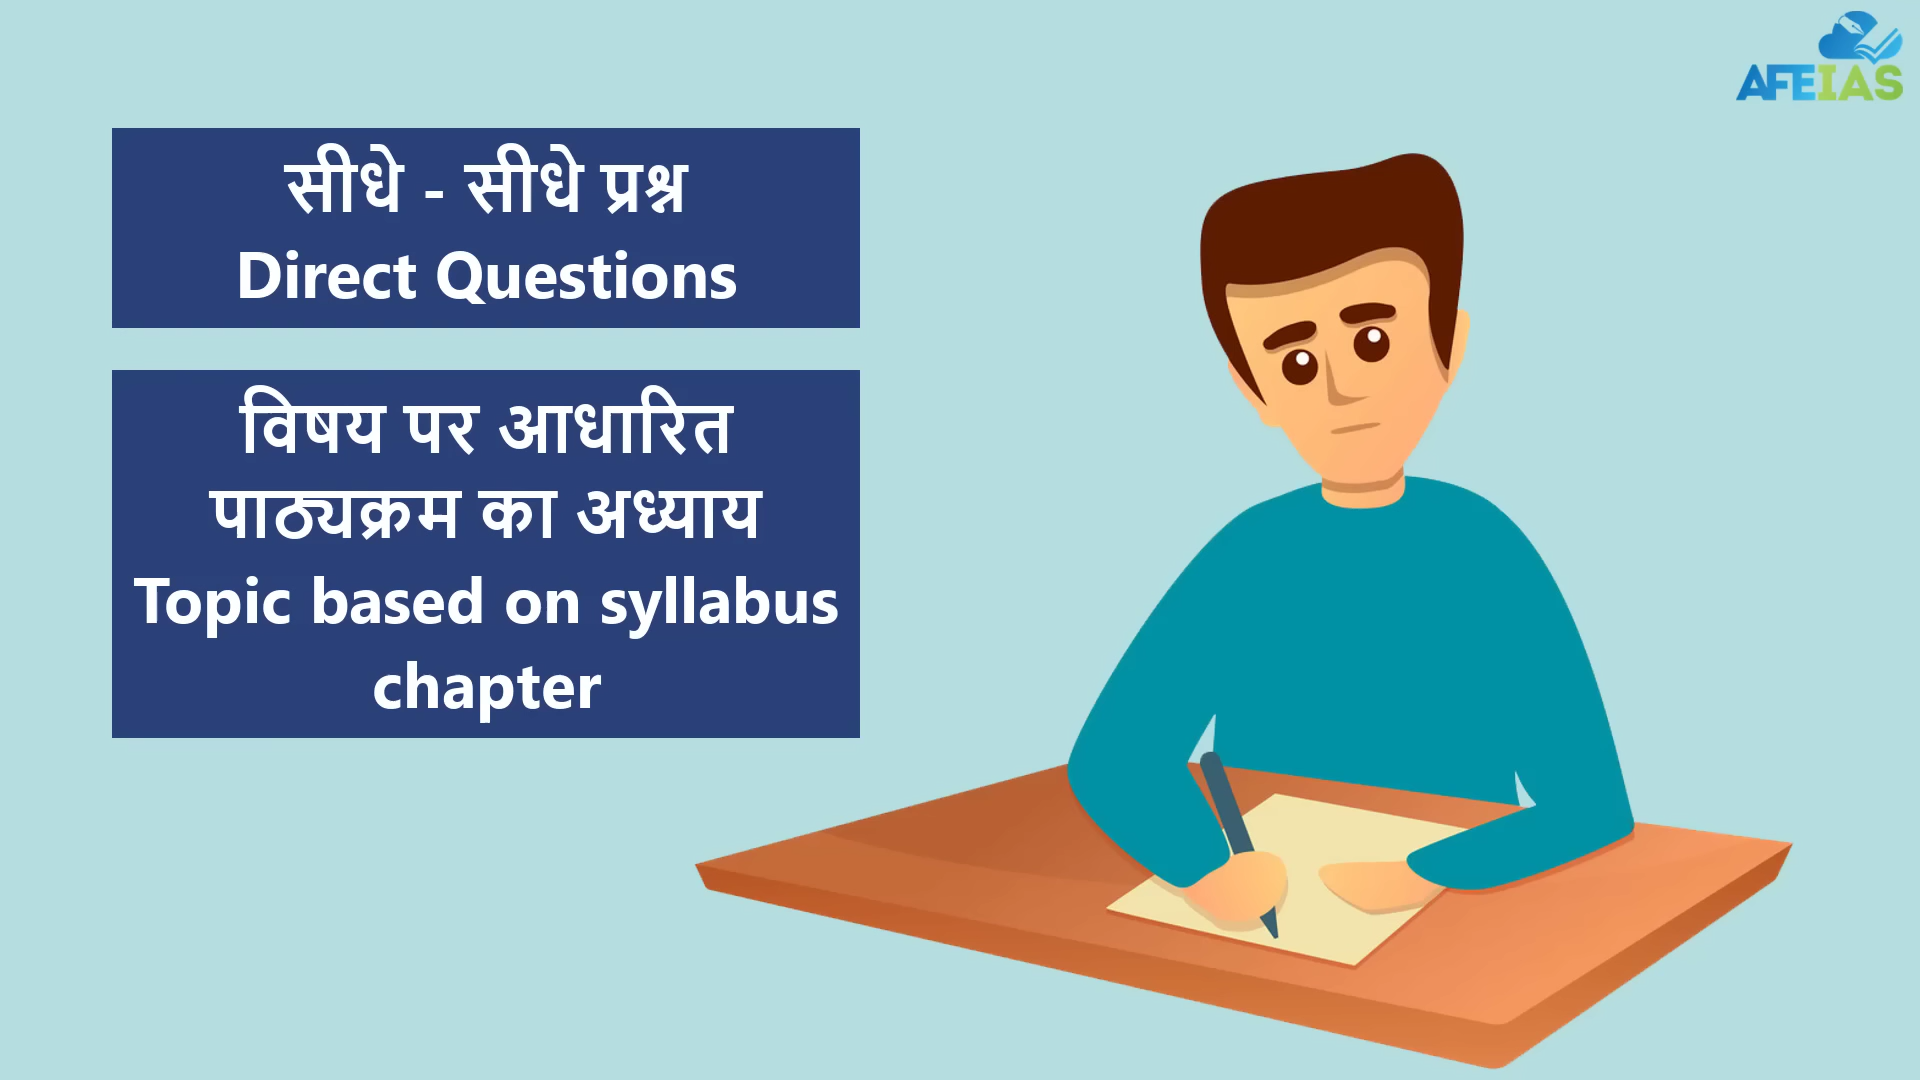 AFEIAS
सीधे - सीधे प्रश्न
Direct Questions
विषय पर आधारित
पाठ्यक्रम का अध्याय
Topic based on syllabus
chapter